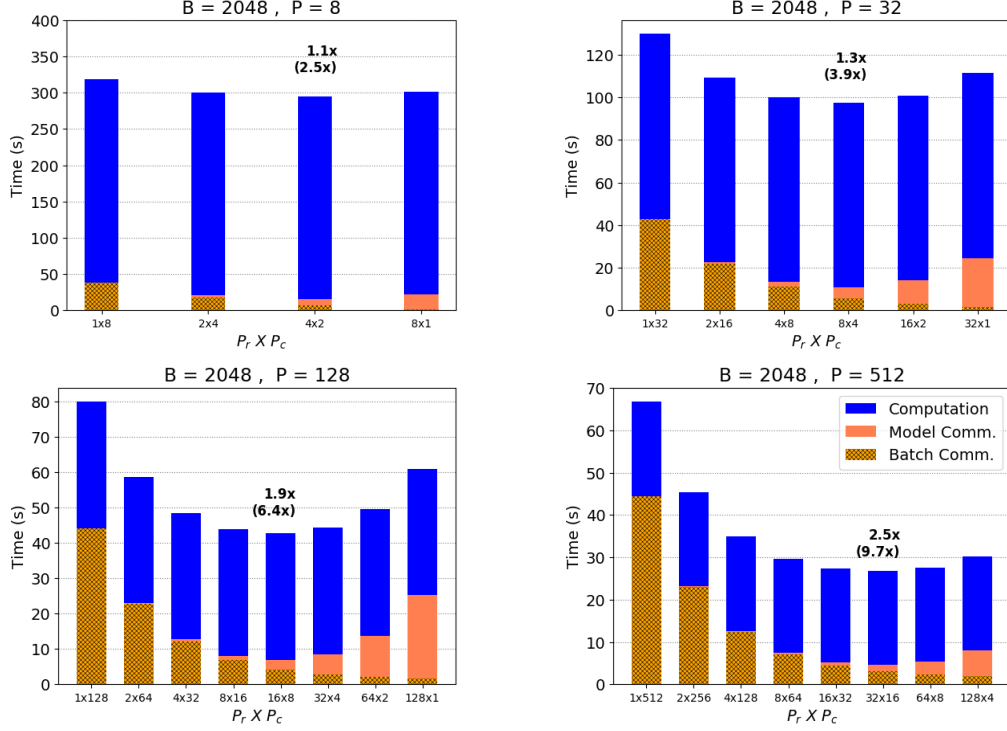 B = 2048 , P = 8
400
350
300
250
200
150
100
50
0
Time (s)
1.1x
(2.5x)
1x8
2x4
4x2
8x1
P_r X P_c
B = 2048 , P = 32
120
100
80
60
40
20
0
Time (s)
1.3x
(3.9x)
1x32
2x16
4x8
8x4
16x2
32x1
P_r X P_c
B = 2048 , P = 128
80
70
60
50
40
30
20
10
0
Time (s)
1.9x
(6.4x)
1x128
2x64
4x32
8x16
16x8
32x4
64x2
128x1
P_r X P_c
B = 2048 , P = 512
70
60
50
40
30
20
10
0
Time (s)
Computation
Model Comm.
Batch Comm.
2.5x
(9.7x)
1x512
2x256
4x128
8x64
16x32
32x16
64x8
128x4
P_r X P_c